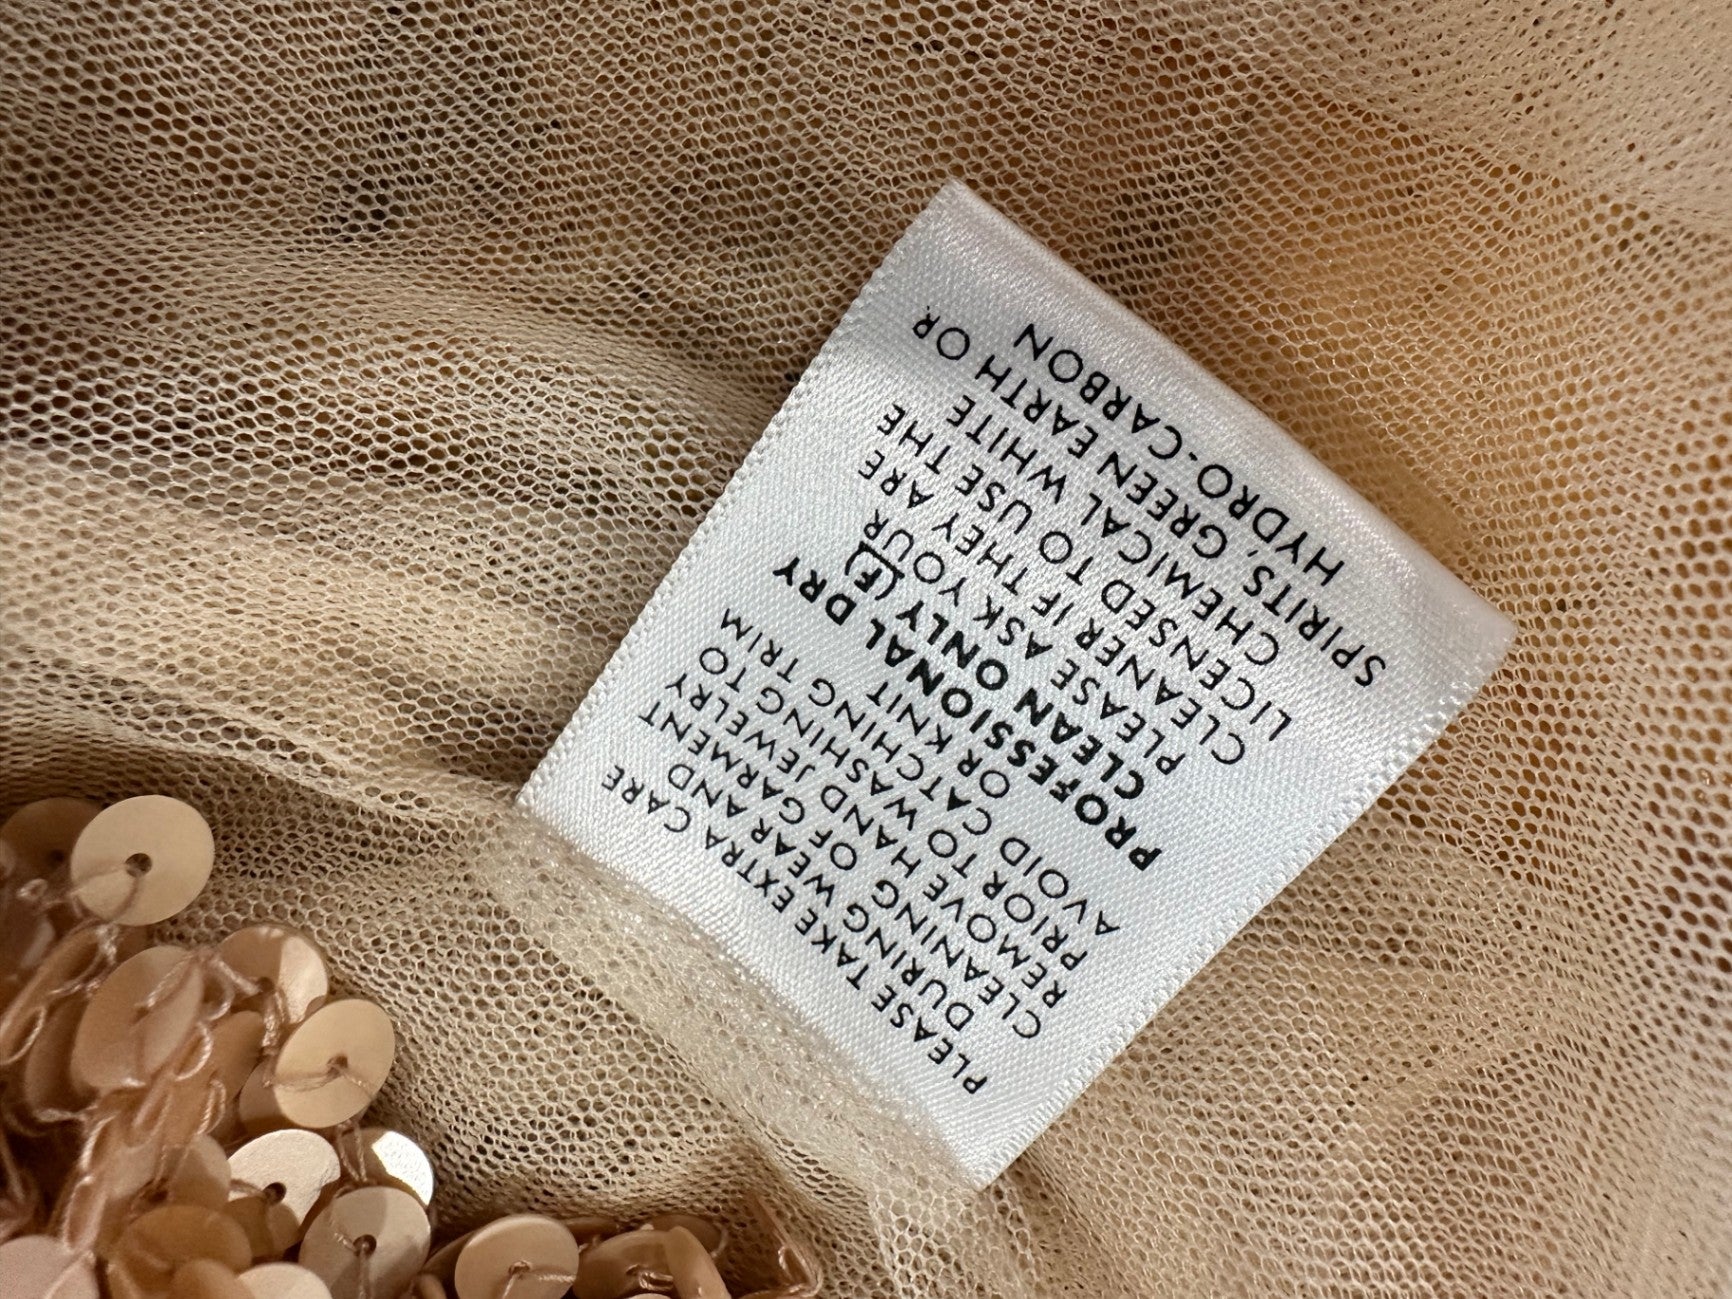 PLEASE TAKE EXTRA CARE
DURING WEAR AND
CLEANING OF GARMENT
REMOVE HAND JEWELRY
PRIOR TO WASHING TO
AVOID CATCHING TRIM
OR KNIT
PROFESSIONAL DRY
CLEAN ONLY (F)
PLEASE ASK YOUR
CLEANER IF THEY ARE
LICENSED TO USE THE
CHEMICAL WHITE
SPIRITS, GREEN EARTH OR
HYDRO-CARBON